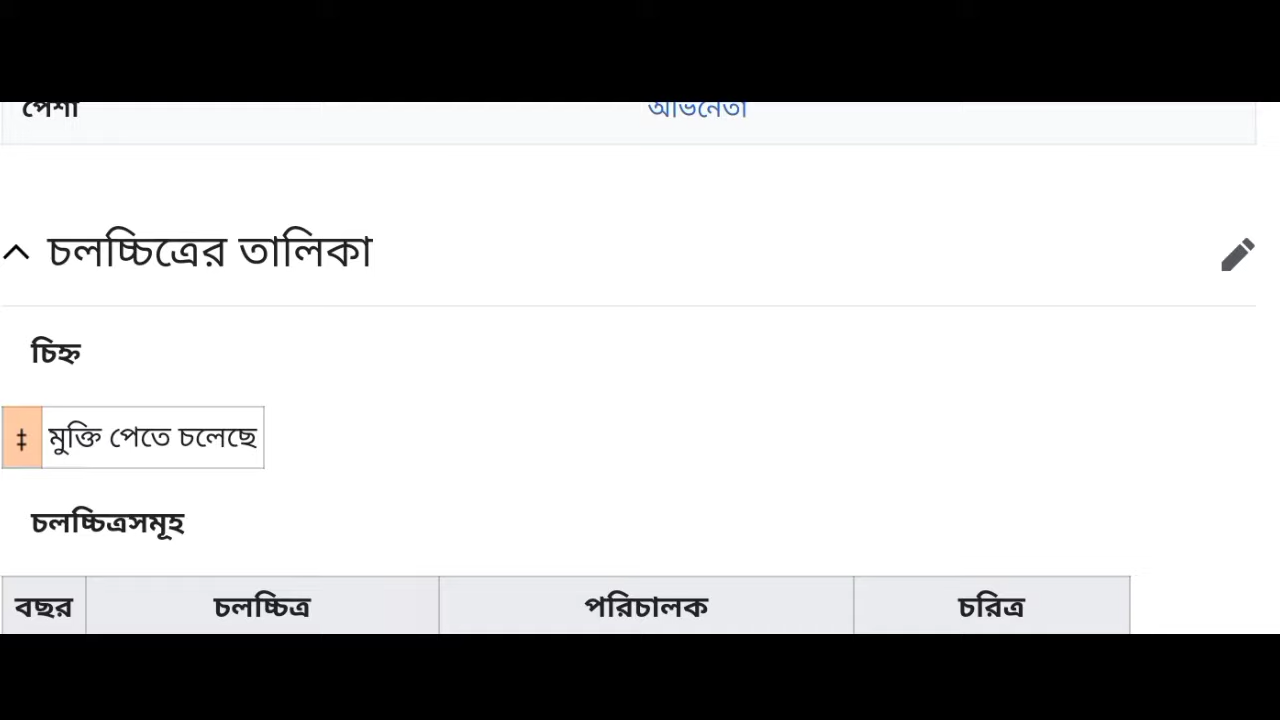 পেশা অভিনেতা
চলচ্চিত্রের তালিকা
চিহ্ন
‡ মুক্তি পেতে চলেছে
চলচ্চিত্রসমূহ
বছর চলচ্চিত্র পরিচালক চরিত্র